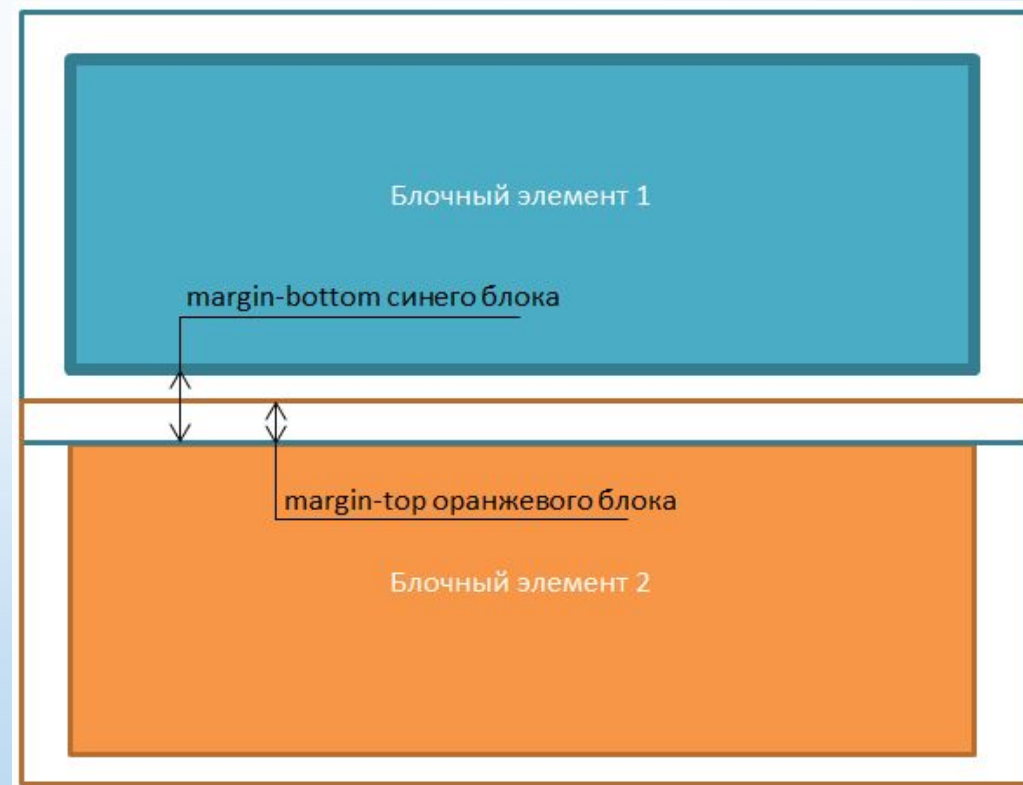 Блочный элемент 1
margin-bottom синего блока
margin-top оранжевого блока
Блочный элемент 2